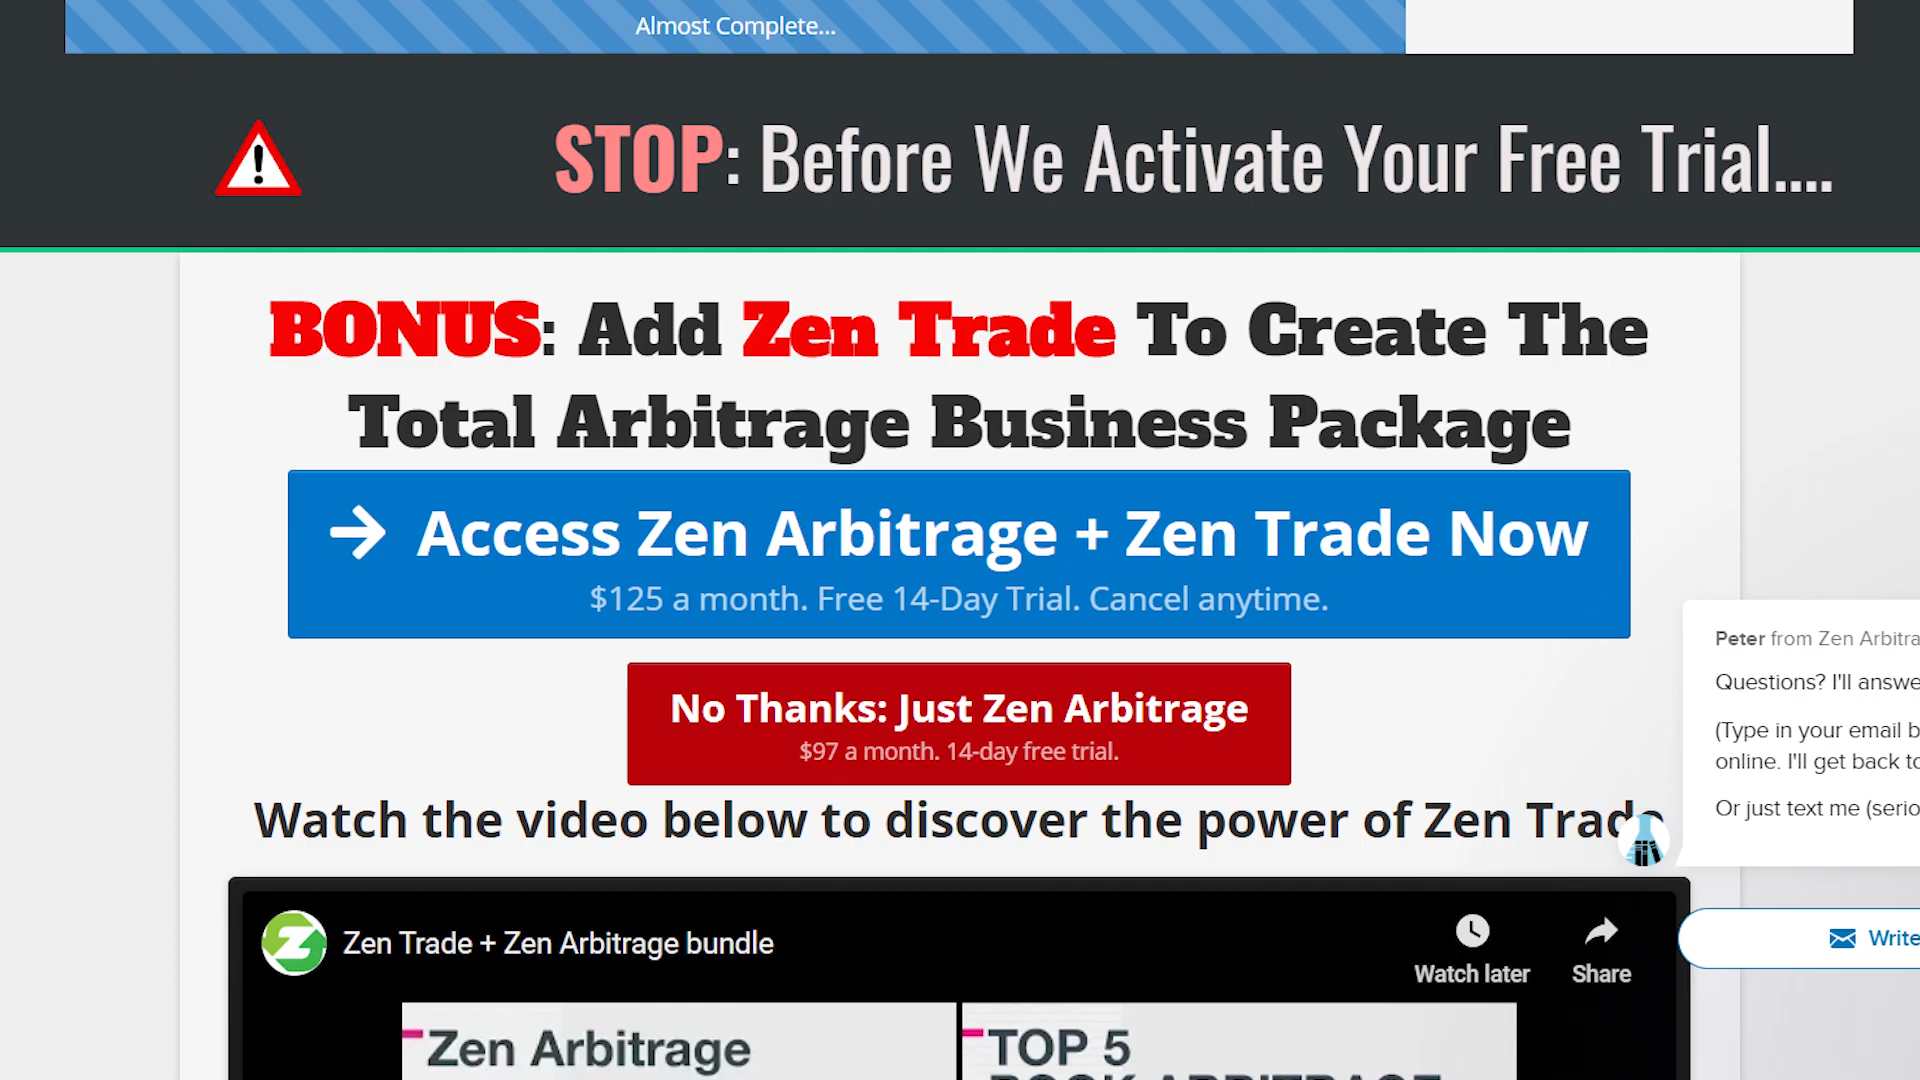 Almost Complete...
STOP: Before We Activate Your Free Trial....
BONUS: Add Zen Trade To Create The
Total Arbitrage Business Package
Access Zen Arbitrage + Zen Trade Now
$125 a month. Free 14-Day Trial. Cancel anytime.
No Thanks: Just Zen Arbitrage
$97 a month. 14-day free trial.
Watch the video below to discover the power of Zen Trade
Peter from Zen Arbitra
Questions? I'll answe
(Type in your email b
online. I'll get back to
Or just text me (serio
Write
Zen Trade + Zen Arbitrage bundle
Watch later
Share
Zen Arbitrage
TOP 5
BOOK ARBITRAGE